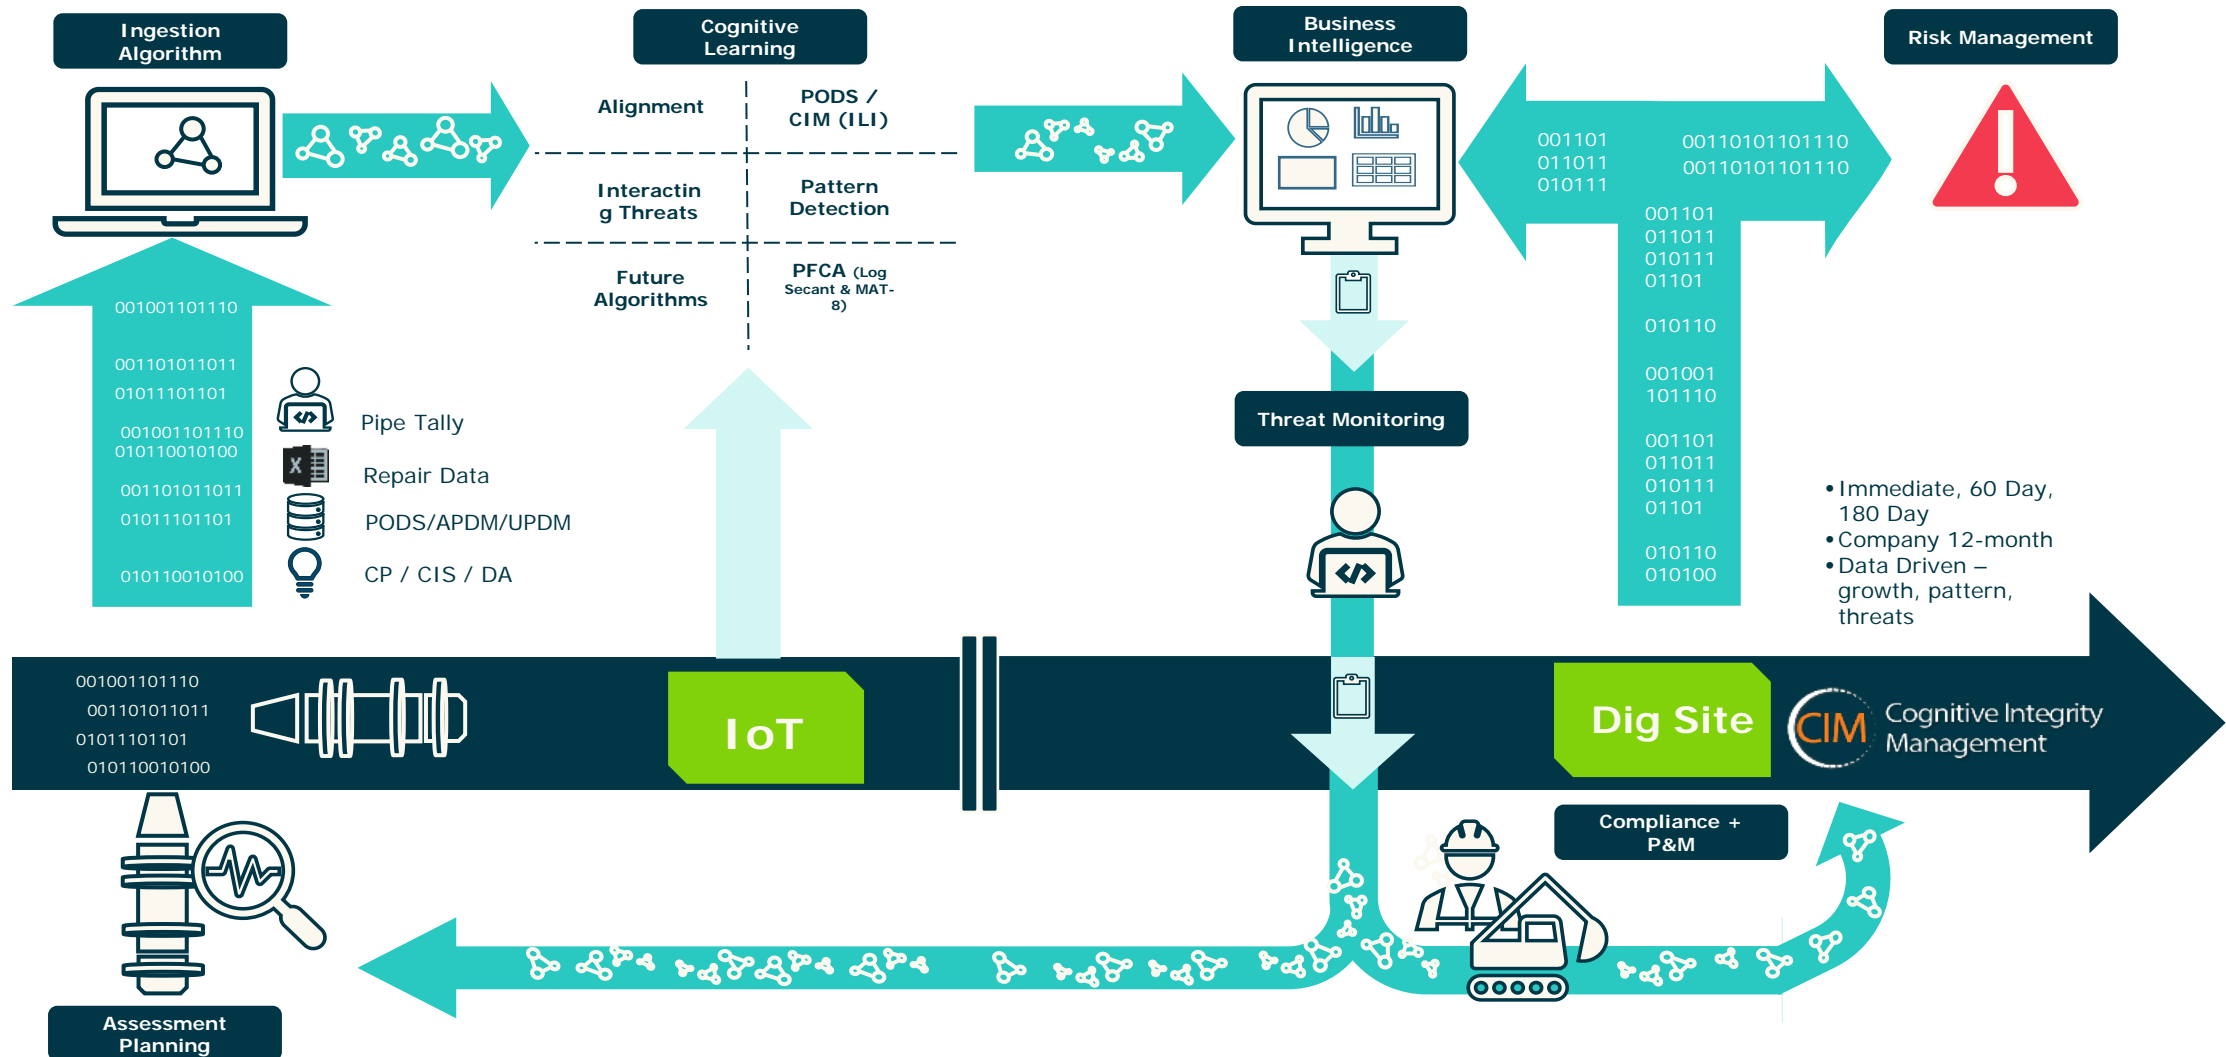 Ingestion
Algorithm
Cognitive
Learning
Business
Intelligence
Risk Management
Alignment
PODS /
CIM (ILI)
Interactin
g Threats
Pattern
Detection
Future
Algorithms
PFCA (Log
Secant & MAT-
8)
001101
011011
010111
00110101101110
00110101101110
001101
011011
010111
01101
010110
001001
101110
001101
011011
010111
01101
010110
010100
001001101110
001101011011
01011101101
001001101110
010110010100
001101011011
01011101101
010110010100
Pipe Tally
X
Repair Data
PODS/APDM/UPDM
CP / CIS / DA
Threat Monitoring
</>
</>
•Immediate, 60 Day,
180 Day
•Company 12-month
•Data Driven –
growth, pattern,
threats
001001101110
001101011011
01011101101
010110010100
IoT
Dig Site
CIM
Cognitive Integrity
Management
Compliance +
P&M
Assessment
Planning